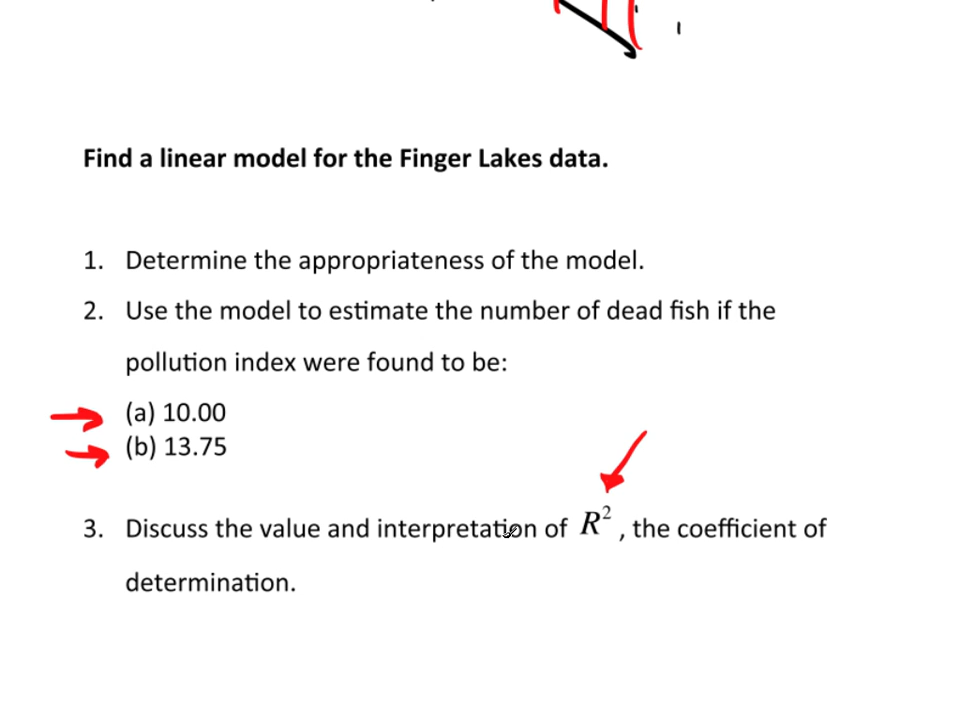 Find a linear model for the Finger Lakes data.
1. Determine the appropriateness of the model.
2. Use the model to estimate the number of dead fish if the
pollution index were found to be:
(a) 10.00
(b) 13.75
3. Discuss the value and interpretation of R², the coefficient of
determination.